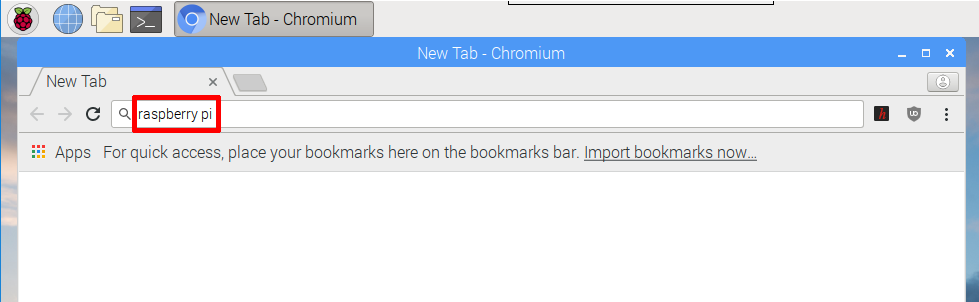 New Tab - Chromium
New Tab - Chromium
New Tab
raspberry pi
h
UD
Apps For quick access, place your bookmarks here on the bookmarks bar. Import bookmarks now...